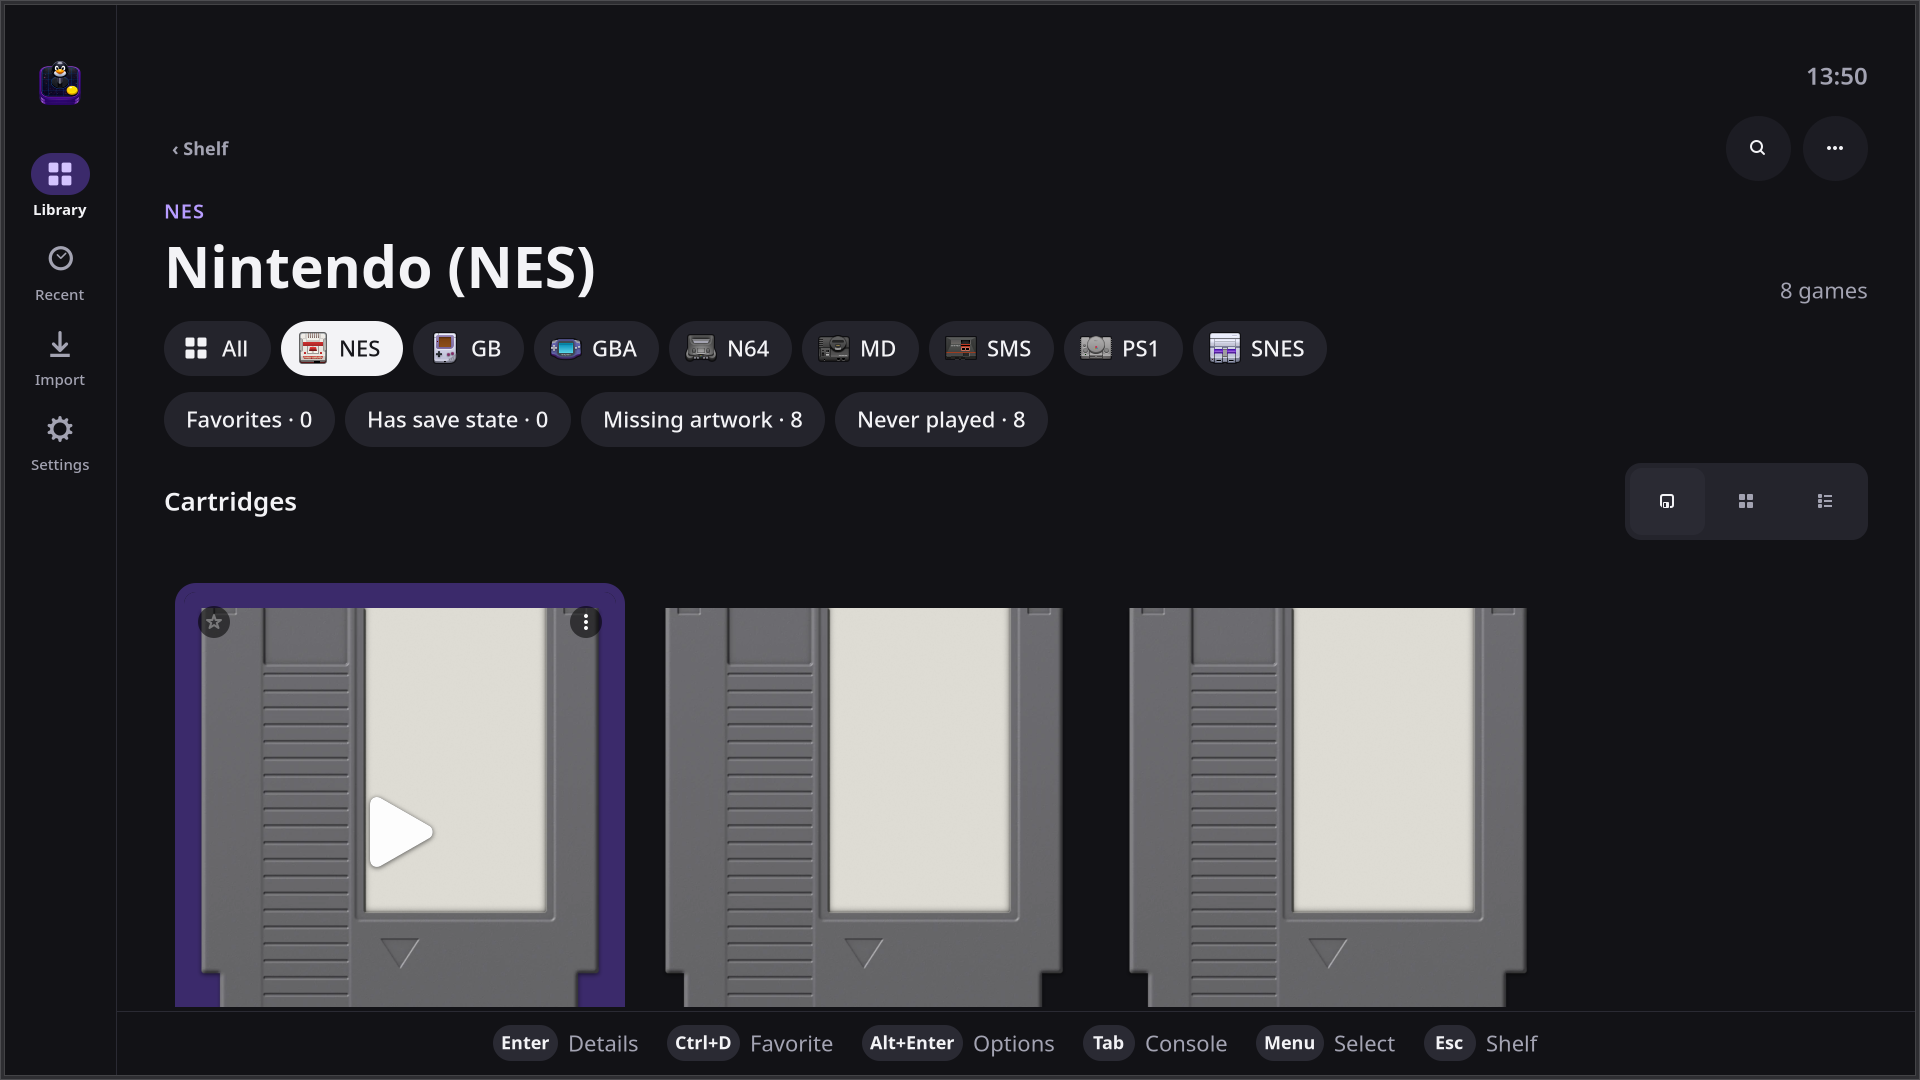 13:50
‹ Shelf
NES
Nintendo (NES)
8 games
Library
Recent
Import
Settings
All NES GB GBA N64 MD SMS PS1 SNES
Favorites · 0 Has save state · 0 Missing artwork · 8 Never played · 8
Cartridges
Enter Details Ctrl+D Favorite Alt+Enter Options Tab Console Menu Select Esc Shelf